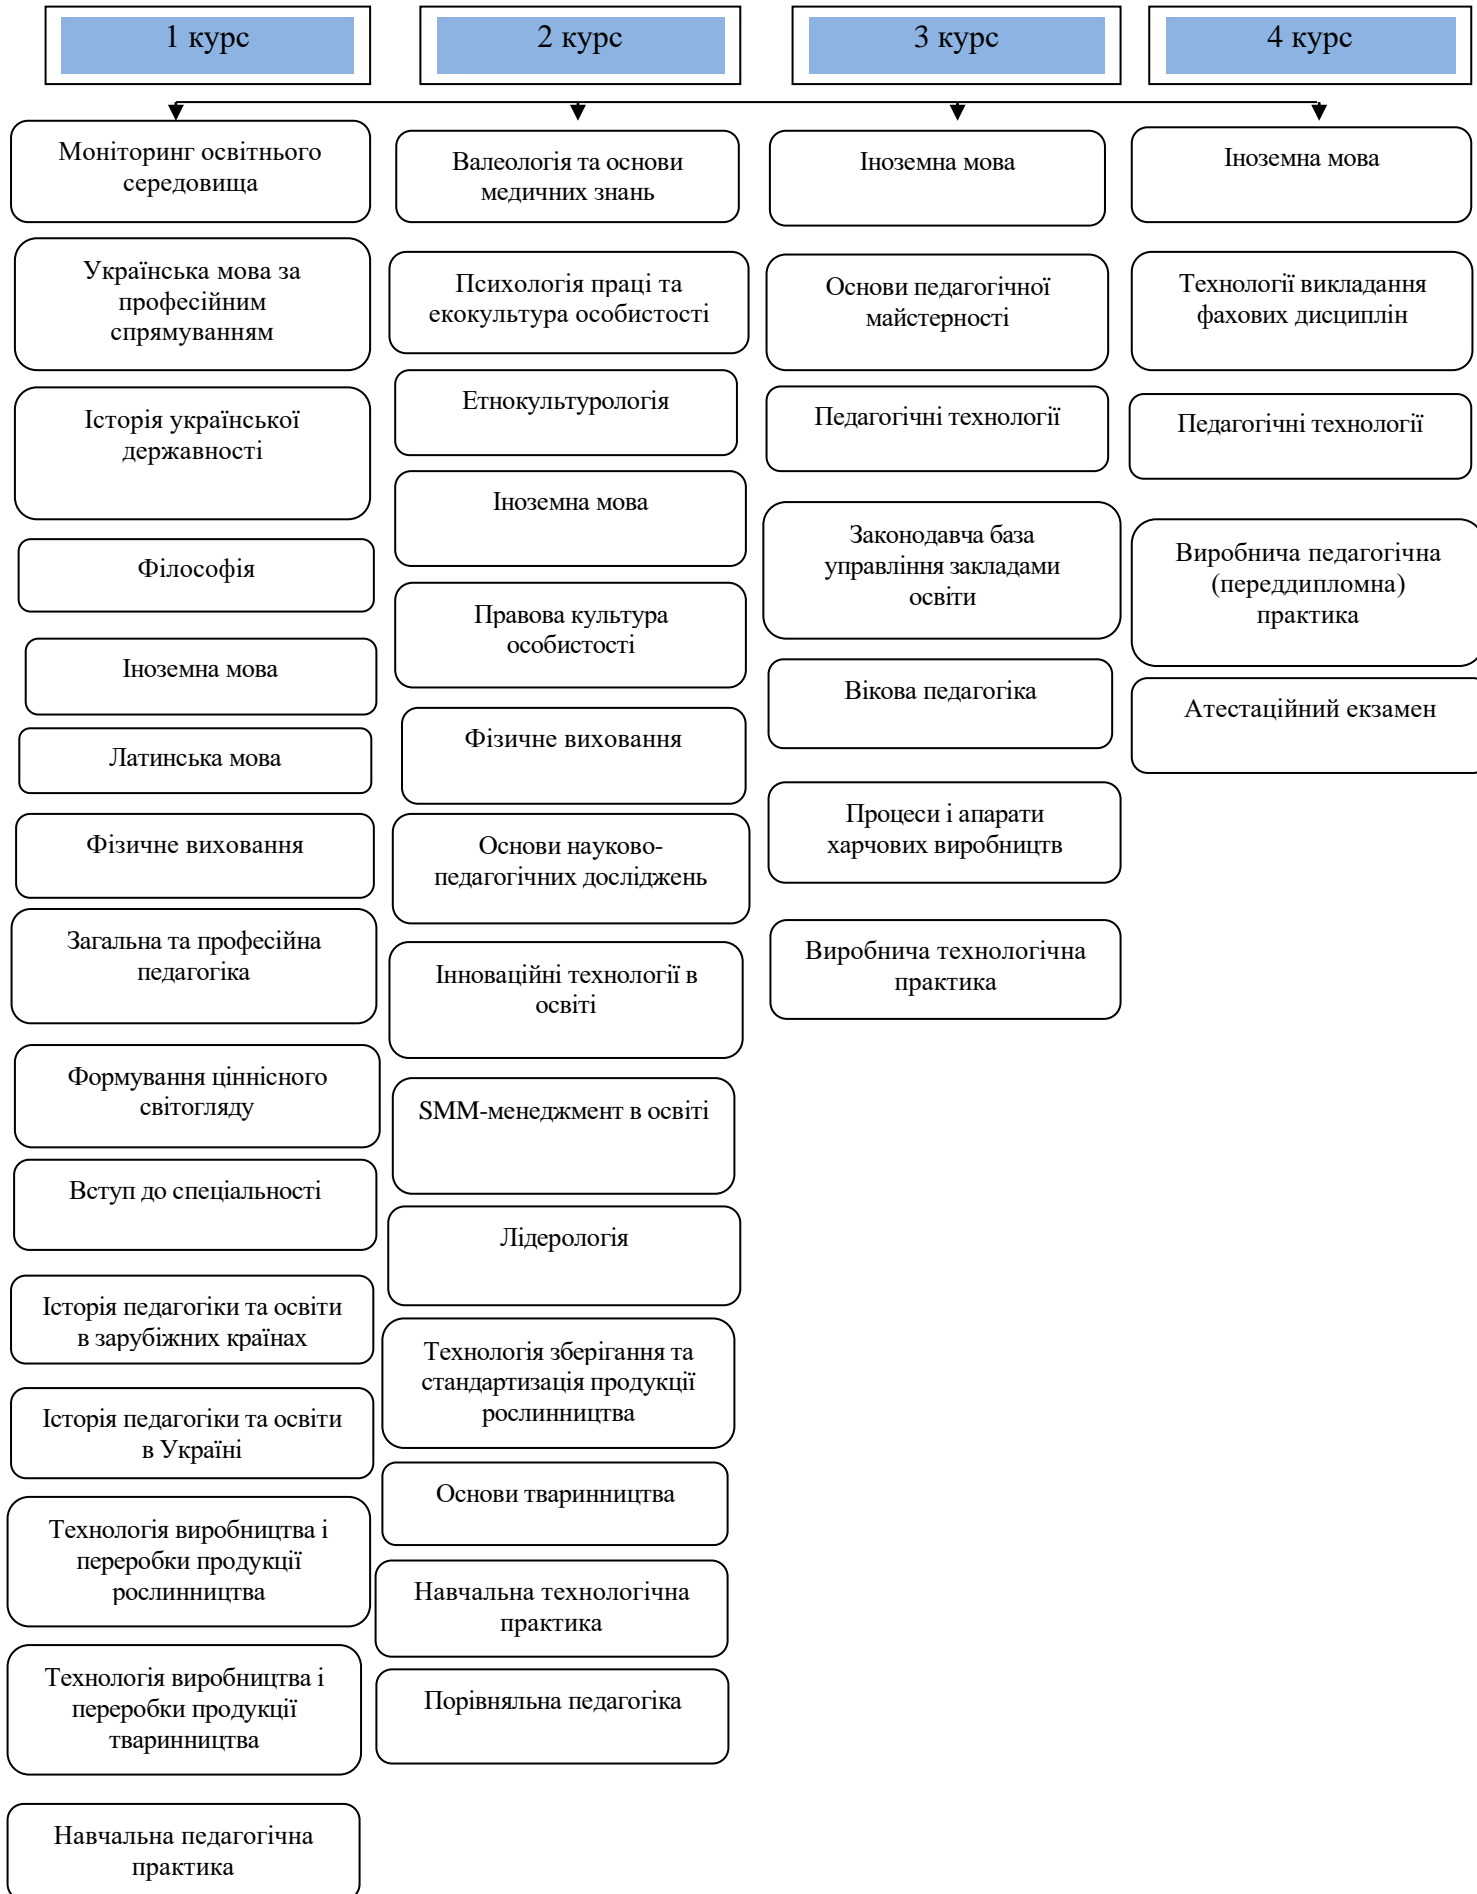 1 курс
2 курс
3 курс
4 курс
Моніторинг освітнього
середовища
Українська мова за
професійним
спрямуванням
Історія української
державності
Філософія
Іноземна мова
Латинська мова
Фізичне виховання
Загальна та професійна
педагогіка
Формування ціннісного
світогляду
Вступ до спеціальності
Історія педагогіки та освіти
в зарубіжних країнах
Історія педагогіки та освіти
в Україні
Технологія виробництва і
переробки продукції
рослинництва
Технологія виробництва і
переробки продукції
тваринництва
Навчальна педагогічна
практика
Валеологія та основи
медичних знань
Психологія праці та
екокультура особистості
Етнокультурологія
Іноземна мова
Правова культура
особистості
Фізичне виховання
Основи науково-
педагогічних досліджень
Інноваційні технології в
освіті
SMM-менеджмент в освіті
Лідерологія
Технологія зберігання та
стандартизація продукції
рослинництва
Основи тваринництва
Навчальна технологічна
практика
Порівняльна педагогіка
Іноземна мова
Основи педагогічної
майстерності
Педагогічні технології
Законодавча база
управління закладами
освіти
Вікова педагогіка
Процеси і апарати
харчових виробництв
Виробнича технологічна
практика
Іноземна мова
Технології викладання
фахових дисциплін
Педагогічні технології
Виробнича педагогічна
(переддипломна)
практика
Атестаційний екзамен